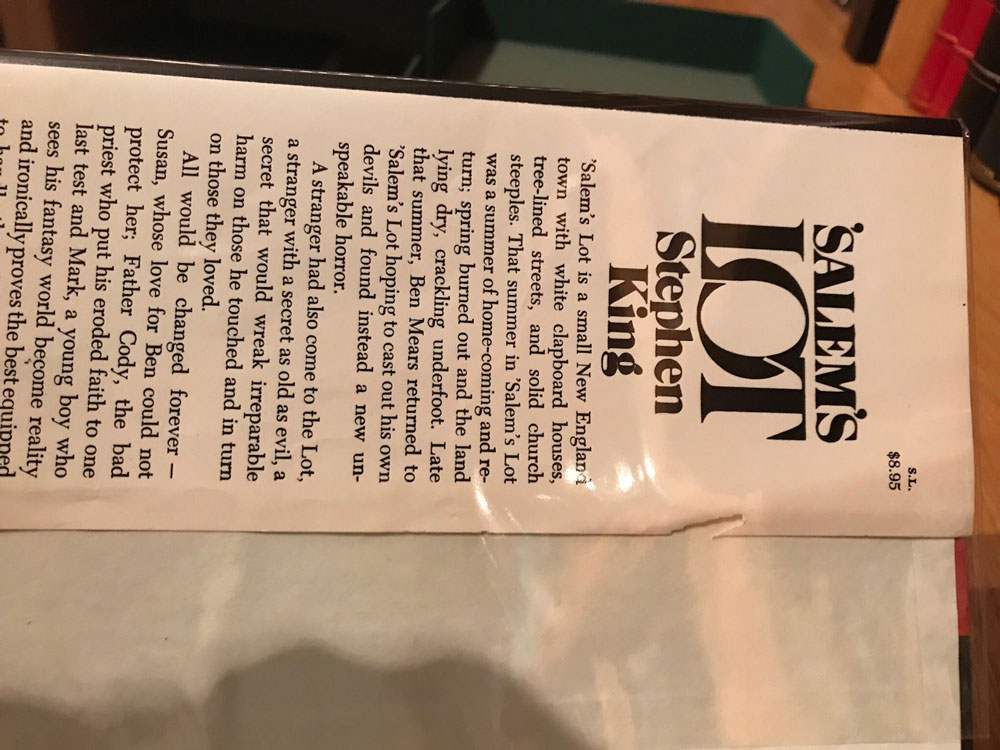 S.L.
$8.95
'SALEM'S
LOT
Stephen
King
'Salem's Lot is a small New England
town with white clapboard houses,
tree-lined streets, and solid church
steeples. That summer in 'Salem's Lot
was a summer of home-coming and re-
turn; spring burned out and the land
lying dry, crackling underfoot. Late
that summer, Ben Mears returned to
'Salem's Lot hoping to cast out his own
devils and found instead a new un-
speakable horror.
A stranger had also come to the Lot,
a stranger with a secret as old as evil, a
secret that would wreak irreparable
harm on those he touched and in turn
on those they loved.
All would be changed forever —
Susan, whose love for Ben could not
protect her; Father Cody, the bad
priest who put his eroded faith to one
last test and Mark, a young boy who
sees his fantasy world become reality
and ironically proves the best equipped
to